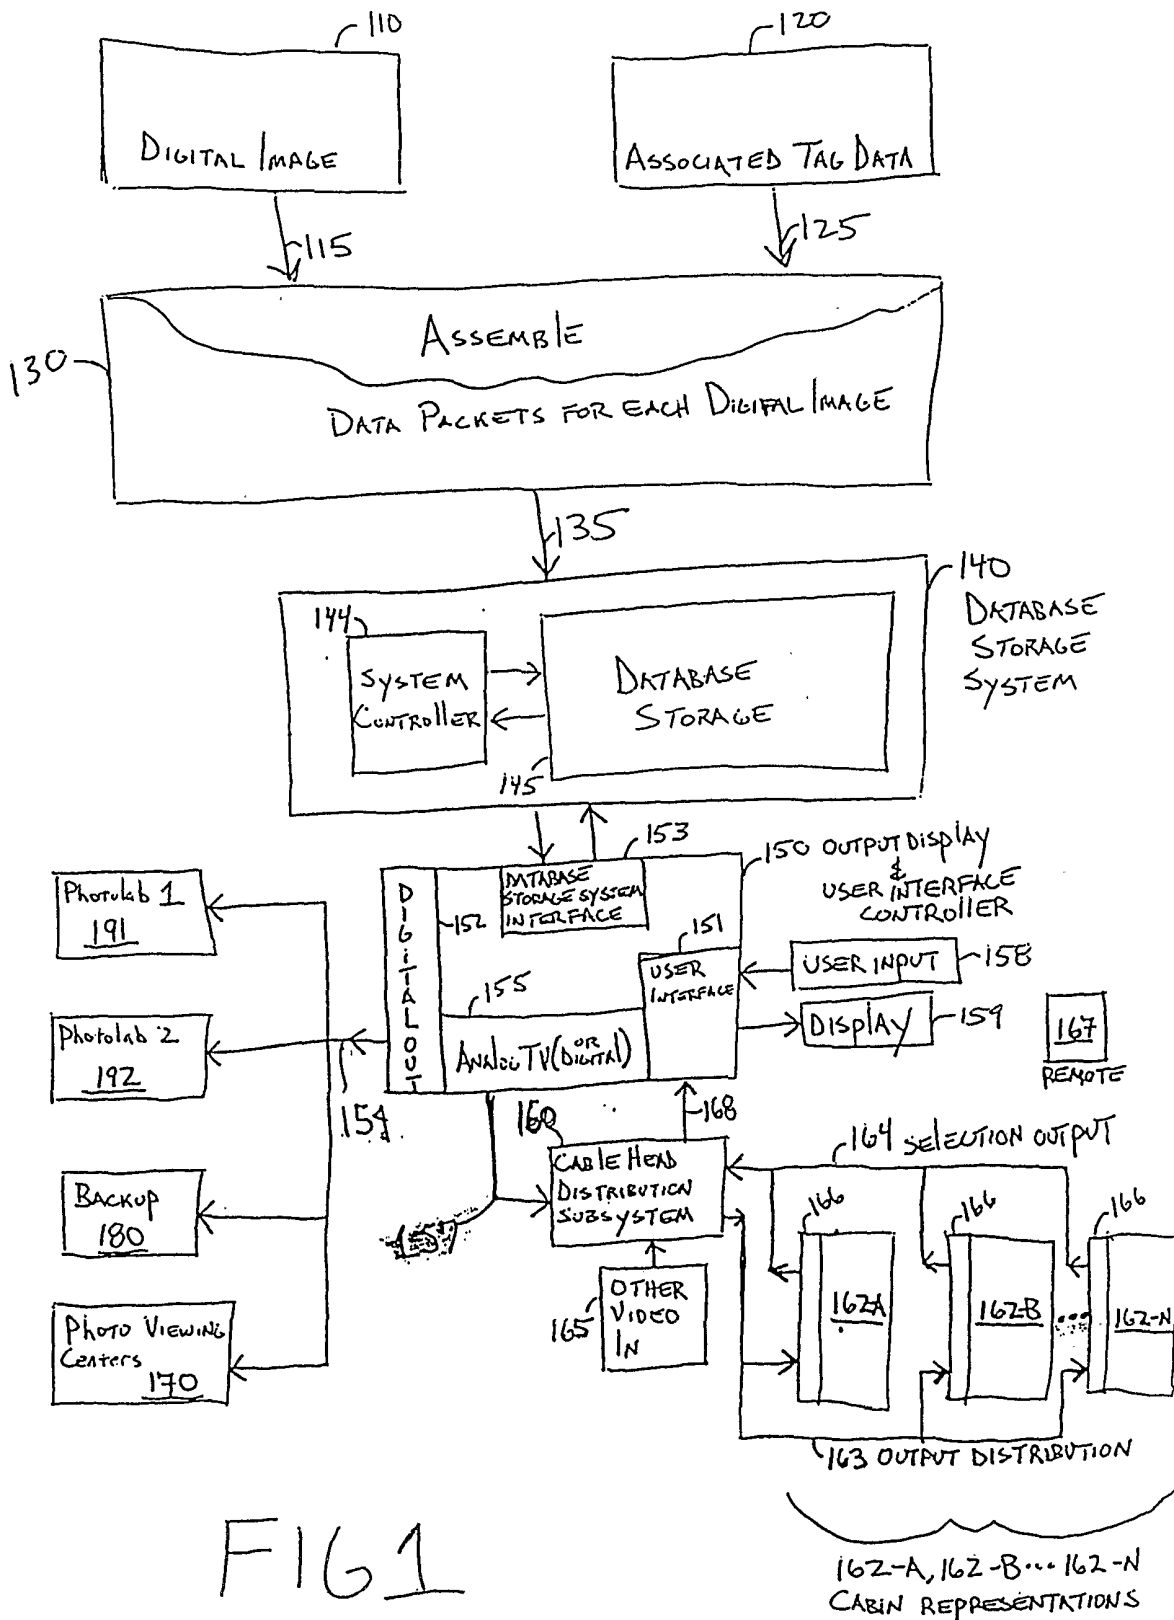 110
120
DIGITAL IMAGE
ASSOCIATED TAG DATA
115
125
ASSEMBLE
130
DATA PACKETS FOR EACH DIGITAL IMAGE
135
140
DATABASE
STORAGE
SYSTEM
144
SYSTEM
CONTROLLER
DATABASE
STORAGE
145
153
150 OUTPUT DISPLAY
&
USER INTERFACE
CONTROLLER
DIGITAL OUT
152
DATABASE
STORAGE SYSTEM
INTERFACE
151
USER
INTERFACE
155
ANALOG TV (OR DIGITAL)
USER INPUT
158
DISPLAY
159
167
REMOTE
Photolab 1
191
Photolab 2
192
154
BACKUP
180
PHOTO VIEWING
Centers
170
160
168
CABLE HEAD
DISTRIBUTION
SUBSYSTEM
164 SELECTION OUTPUT
166
166
166
165
OTHER
VIDEO
IN
162-A
162-B
...
162-N
163 OUTPUT DISTRIBUTION
FIG 1
162-A, 162-B... 162-N
CABIN REPRESENTATIONS